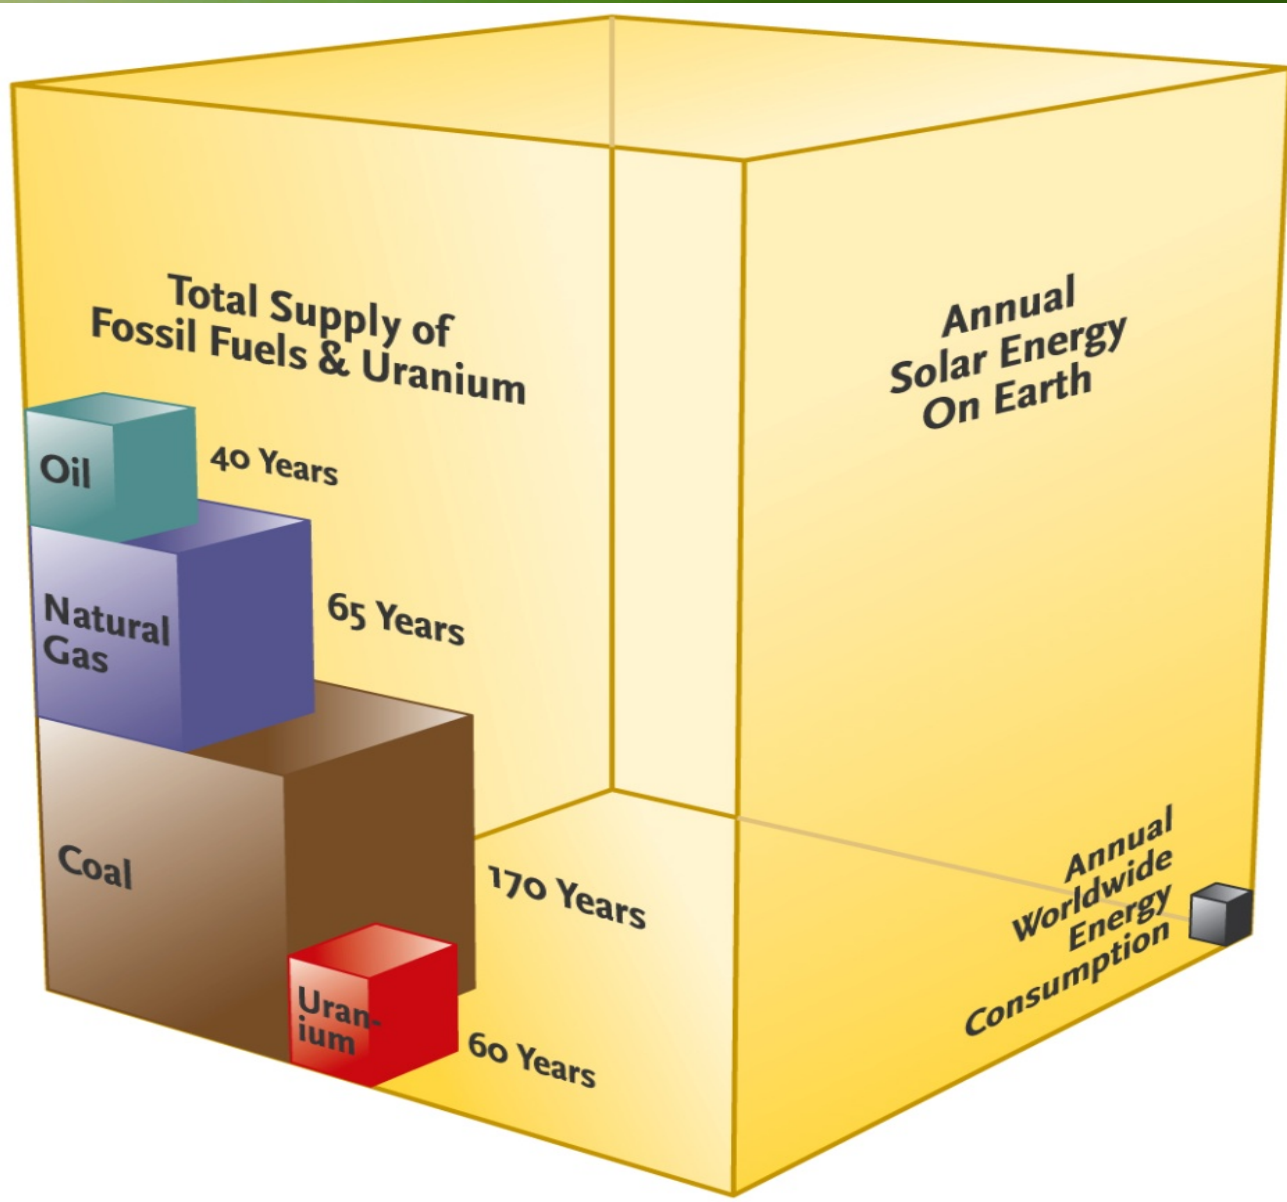 Total Supply of
Fossil Fuels & Uranium
Annual
Solar Energy
On Earth
Oil
40 Years
Natural
Gas
65 Years
Coal
170 Years
Uran-
ium
60 Years
Annual
Worldwide
Energy
Consumption